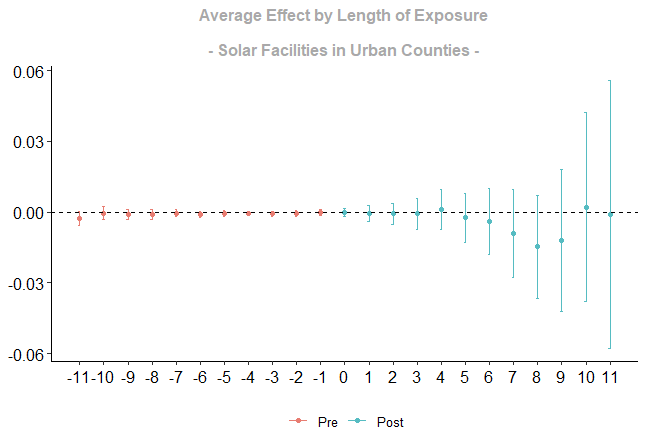 Average Effect by Length of Exposure
- Solar Facilities in Urban Counties -
0.06
0.03
0.00
-0.03
-0.06
-11 -10 -9 -8 -7 -6 -5 -4 -3 -2 -1 0 1 2 3 4 5 6 7 8 9 10 11
Pre Post